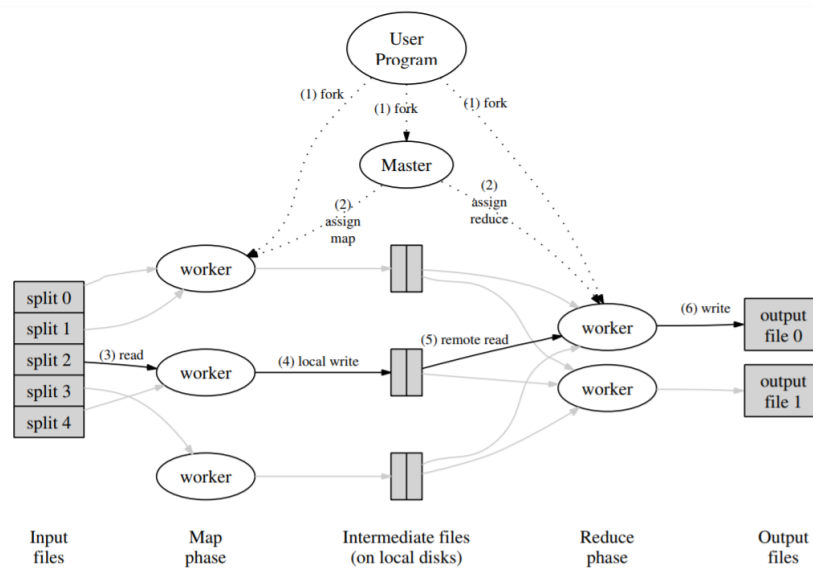 User
Program
(1) fork
(1) fork
(1) fork
Master
(2)
assign
map
(2)
assign
reduce
worker
split 0
split 1
split 2
split 3
split 4
(3) read
worker
(4) local write
(5) remote read
worker
(6) write
output
file 0
worker
output
file 1
worker
Input
files
Map
phase
Intermediate files
(on local disks)
Reduce
phase
Output
files